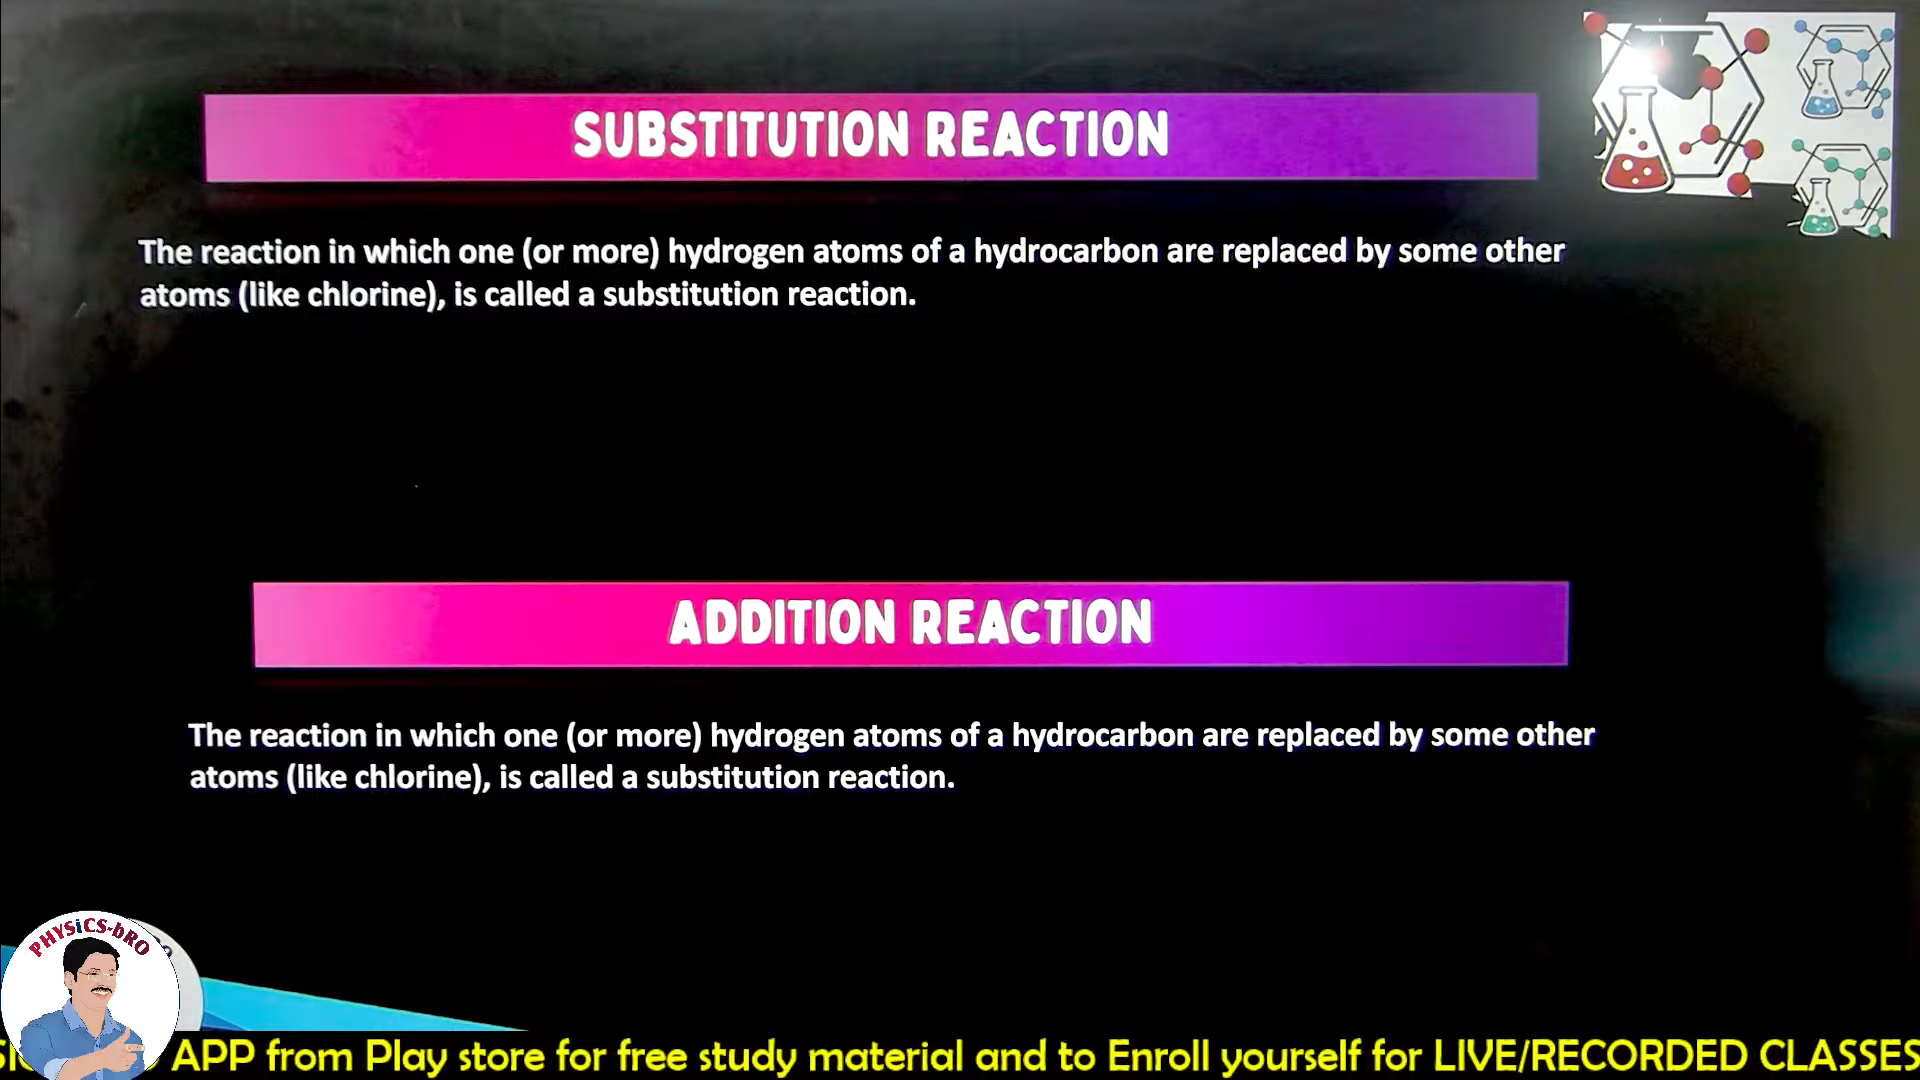 SUBSTITUTION REACTION
The reaction in which one (or more) hydrogen atoms of a hydrocarbon are replaced by some other
atoms (like chlorine), is called a substitution reaction.
ADDITION REACTION
The reaction in which one (or more) hydrogen atoms of a hydrocarbon are replaced by some other
atoms (like chlorine), is called a substitution reaction.
PHYSiCS-bRO
APP from Play store for free study material and to Enroll yourself for LIVE/RECORDED CLASSES